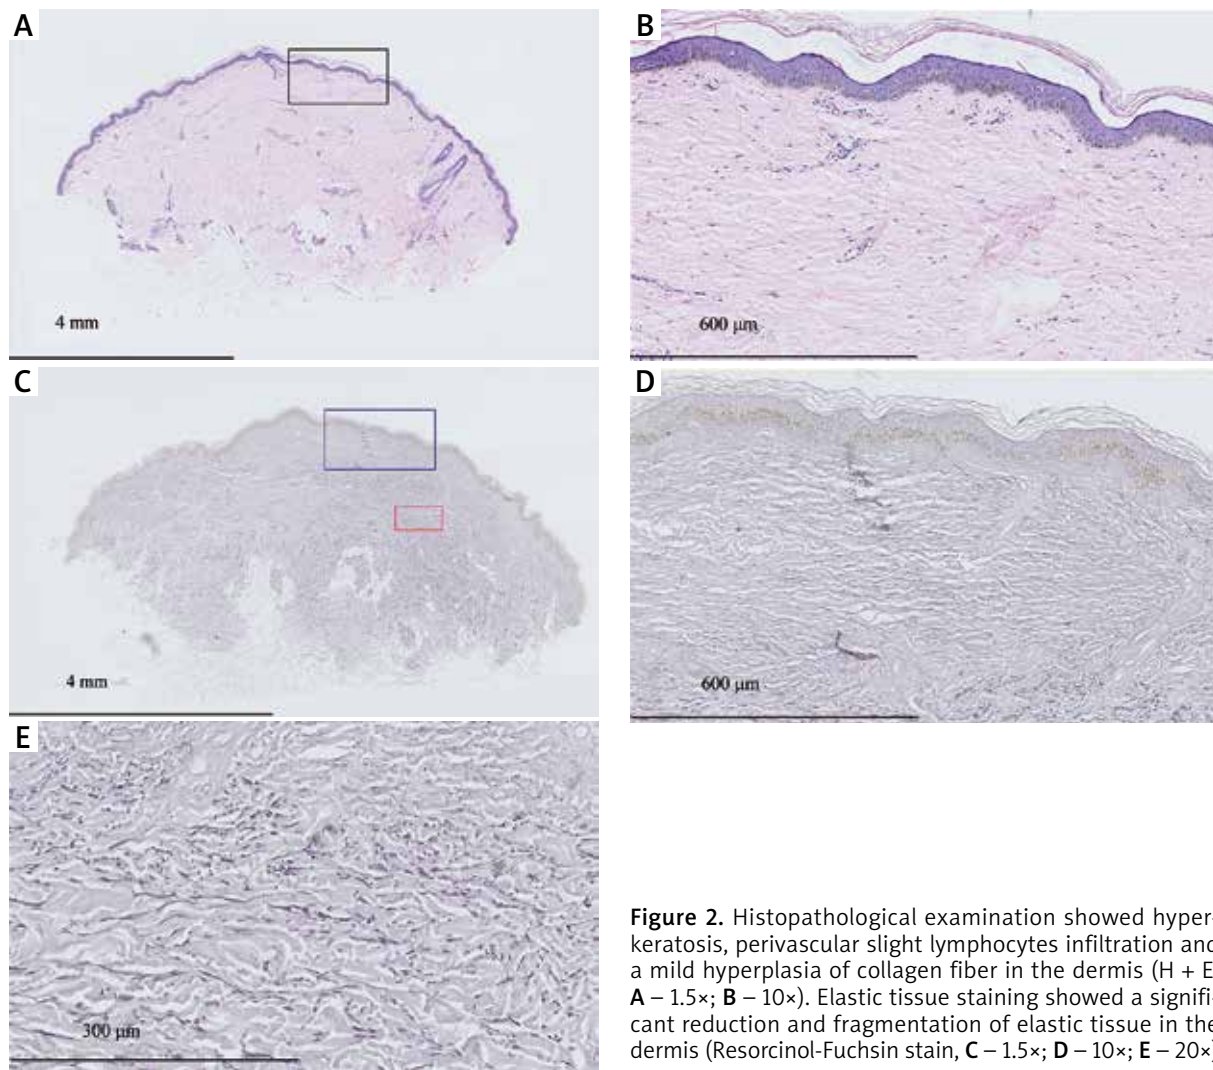 A
B
4 mm
600 µm
C
D
4 mm
600 µm
E
300 µm
Figure 2. Histopathological examination showed hyper-
keratosis, perivascular slight lymphocytes infiltration and
a mild hyperplasia of collagen fiber in the dermis (H + E
A – 1.5×; B – 10×). Elastic tissue staining showed a signifi-
cant reduction and fragmentation of elastic tissue in the
dermis (Resorcinol-Fuchsin stain, C – 1.5×; D – 10×; E – 20×)